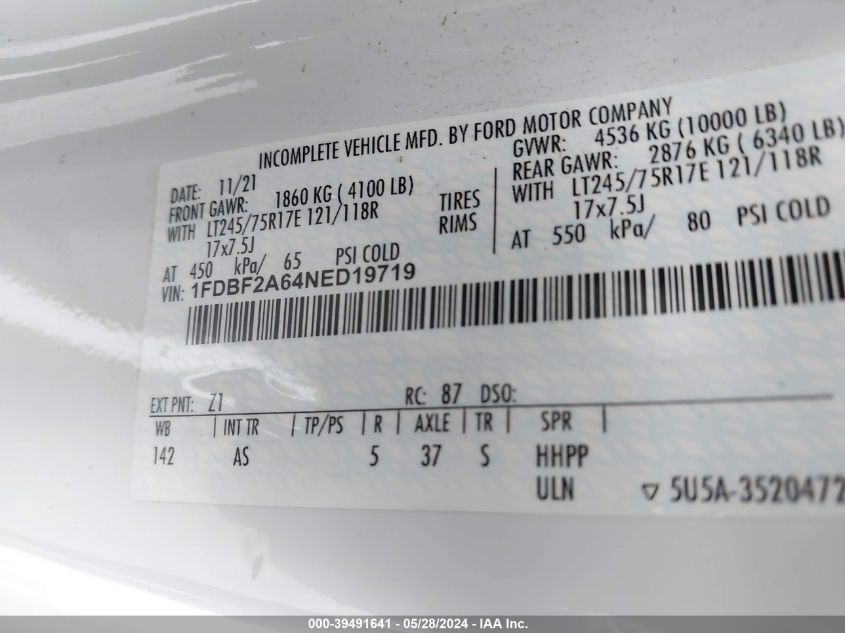 INCOMPLETE VEHICLE MFD. BY FORD MOTOR COMPANY
DATE: 11/21
GVWR: 4536 KG (10000 LB)
FRONT GAWR: 1860 KG ( 4100 LB)
REAR GAWR: 2876 KG ( 6340 LB)
WITH LT245/75R17E 121/118R
TIRES
WITH LT245/75R17E 121/118R
17x7.5J
RIMS
17x7.5J
AT 450 kPa/ 65 PSI COLD
AT 550 kPa/ 80 PSI COLD
VIN: 1FDBF2A64NED19719
EXT PNT: Z1 RC: 87 DSO:
WB | INT TR | TP/PS | R | AXLE | TR | SPR |
142 AS 5 37 S HHPP
ULN ▽ 5U5A-3520472
000-39491641 - 05/28/2024 - IAA Inc.